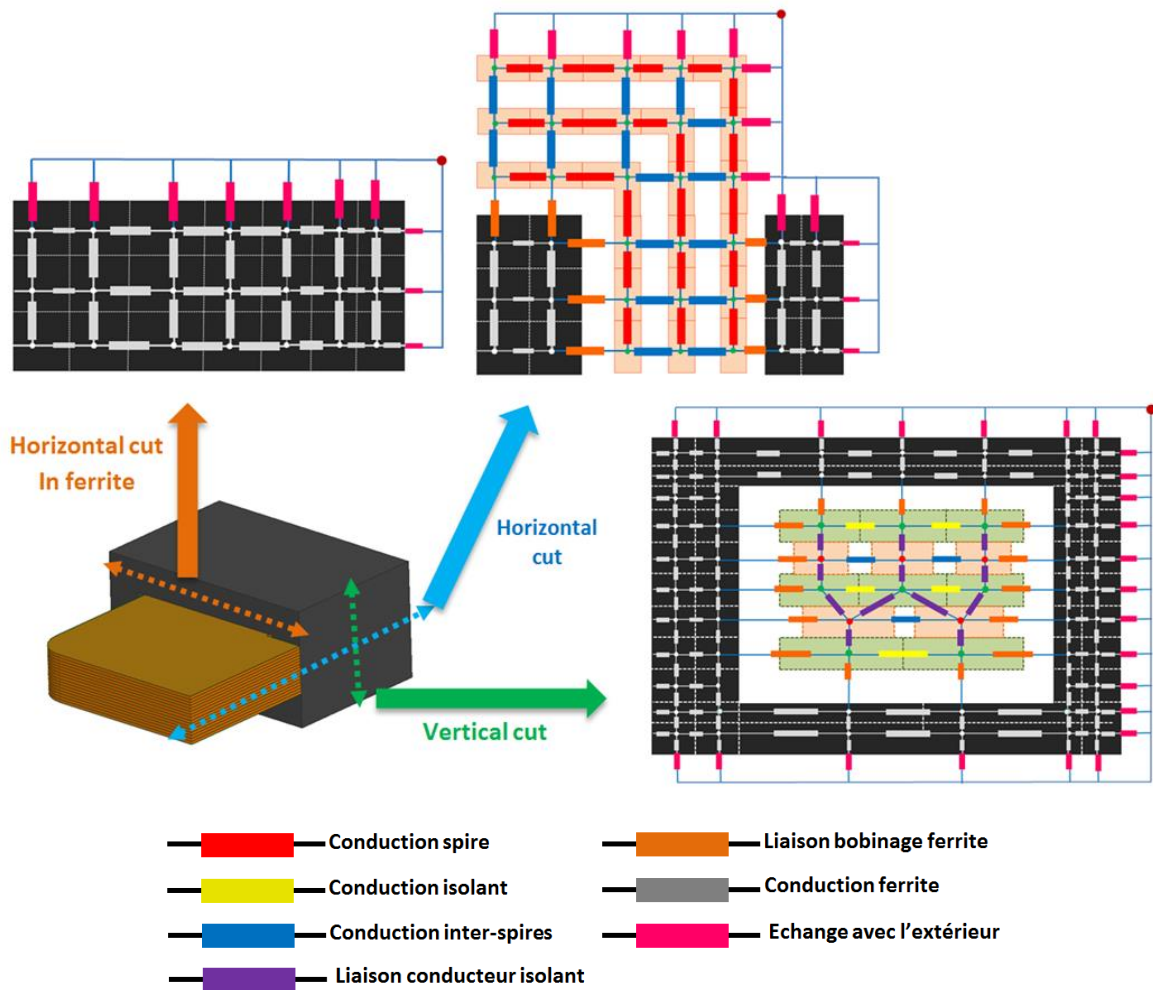 Horizontal cut
In ferrite
Horizontal
cut
Vertical cut
Conduction spire
Liaison bobinage ferrite
Conduction isolant
Conduction ferrite
Conduction inter-spires
Echange avec l'extérieur
Liaison conducteur isolant